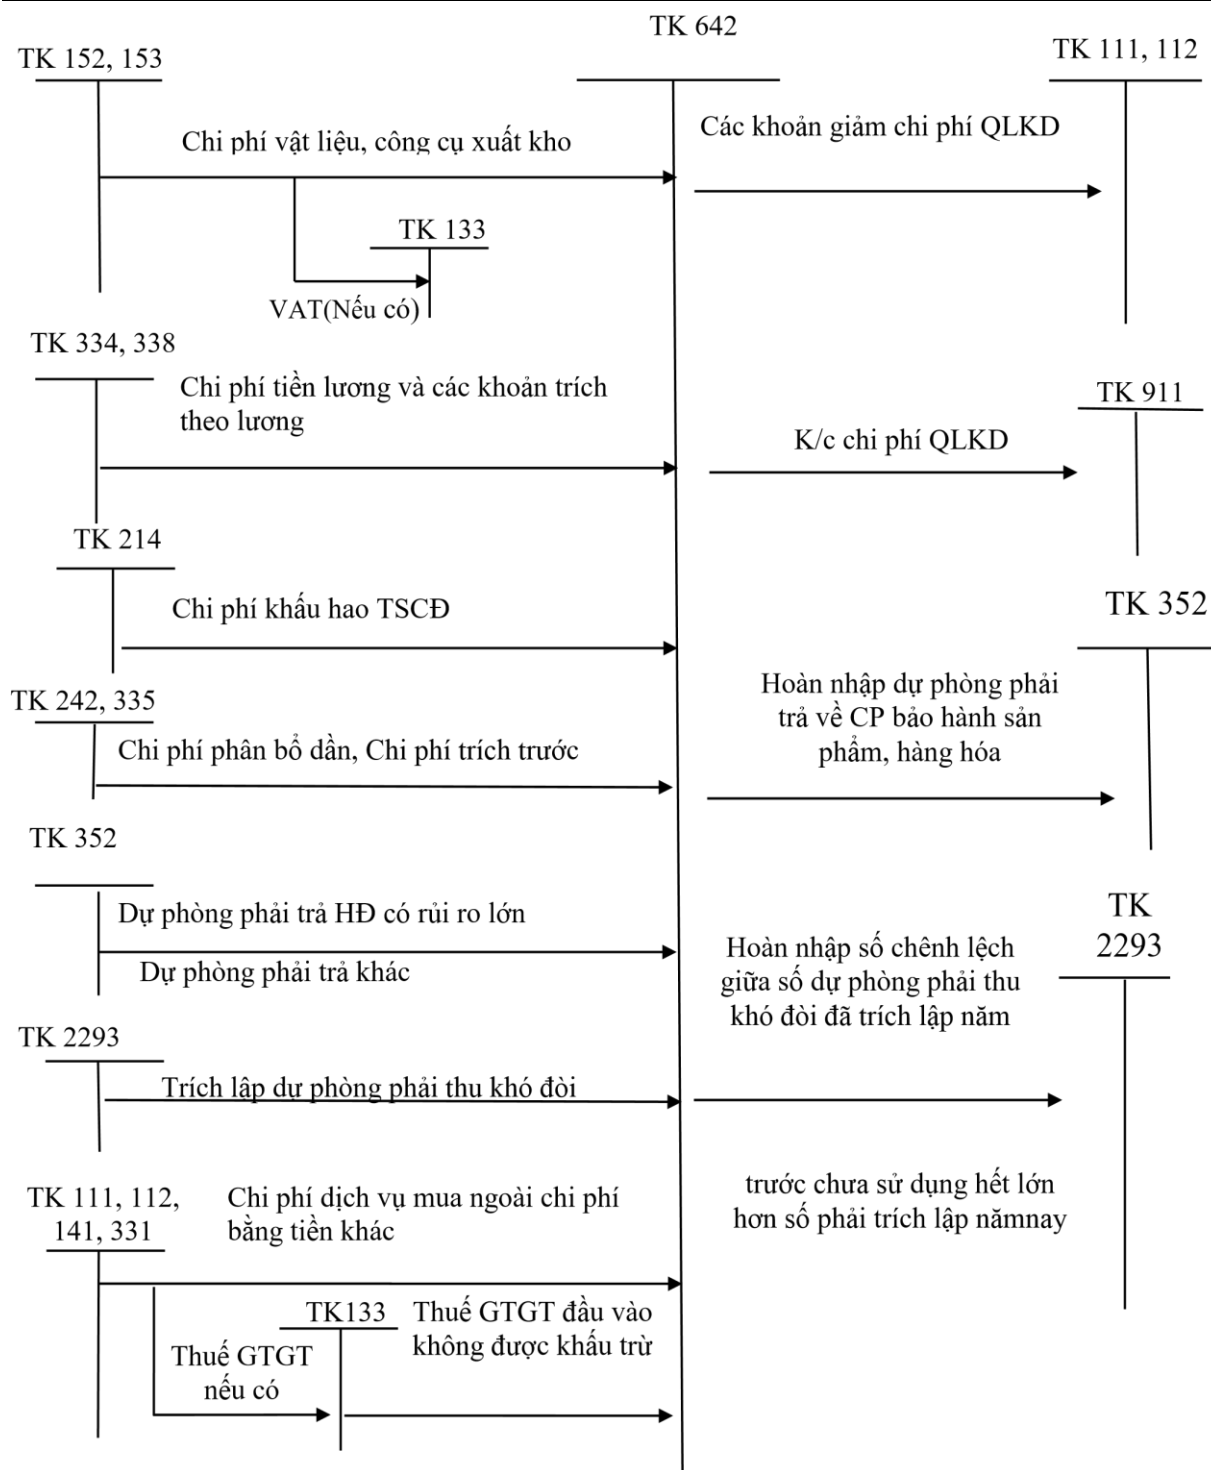 TK 642
TK 152, 153
TK 111, 112
Chi phí vật liệu, công cụ xuất kho
Các khoản giảm chi phí QLKD
TK 133
VAT(Nếu có)
TK 334, 338
Chi phí tiền lương và các khoản trích
theo lương
TK 911
K/c chi phí QLKD
TK 214
Chi phí khấu hao TSCĐ
TK 352
TK 242, 335
Chi phí phân bổ dần, Chi phí trích trước
Hoàn nhập dự phòng phải
trả về CP bảo hành sản
phẩm, hàng hóa
TK 352
Dự phòng phải trả HĐ có rủi ro lớn
Dự phòng phải trả khác
TK
2293
Hoàn nhập số chênh lệch
giữa số dự phòng phải thu
khó đòi đã trích lập năm
TK 2293
Trích lập dự phòng phải thu khó đòi
trước chưa sử dụng hết lớn
hơn số phải trích lập nămnay
TK 111, 112,
141, 331
Chi phí dịch vụ mua ngoài chi phí
bằng tiền khác
TK133
Thuế GTGT đầu vào
không được khấu trừ
Thuế GTGT
nếu có